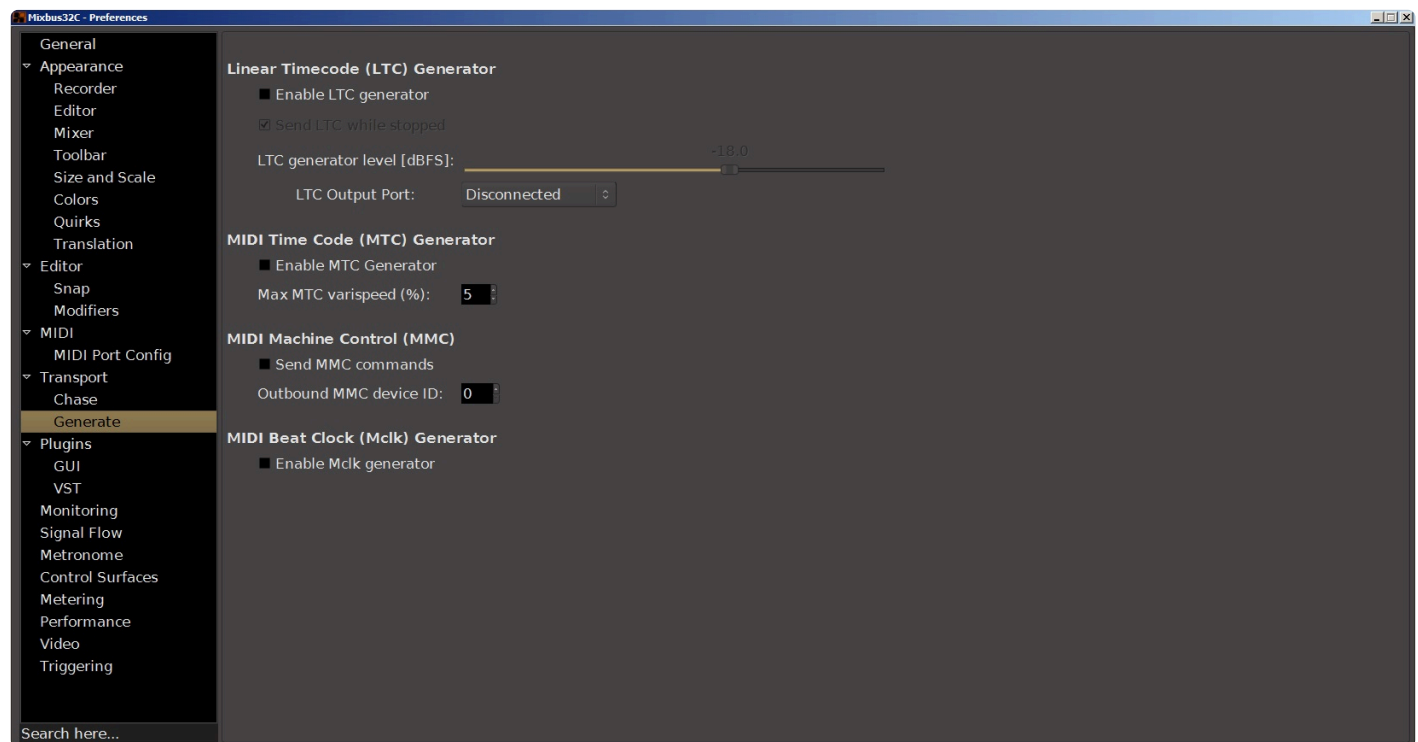 Mixbus32C - Preferences
General
Appearance
Recorder
Editor
Mixer
Toolbar
Size and Scale
Colors
Quirks
Translation
Editor
Snap
Modifiers
MIDI
MIDI Port Config
Transport
Chase
Generate
Plugins
GUI
VST
Monitoring
Signal Flow
Metronome
Control Surfaces
Metering
Performance
Video
Triggering
Search here...
Linear Timecode (LTC) Generator
Enable LTC generator
Send LTC while stopped
-18.0
LTC generator level [dBFS]:
LTC Output Port: Disconnected
MIDI Time Code (MTC) Generator
Enable MTC Generator
Max MTC varispeed (%): 5
MIDI Machine Control (MMC)
Send MMC commands
Outbound MMC device ID: 0
MIDI Beat Clock (Mclk) Generator
Enable Mclk generator